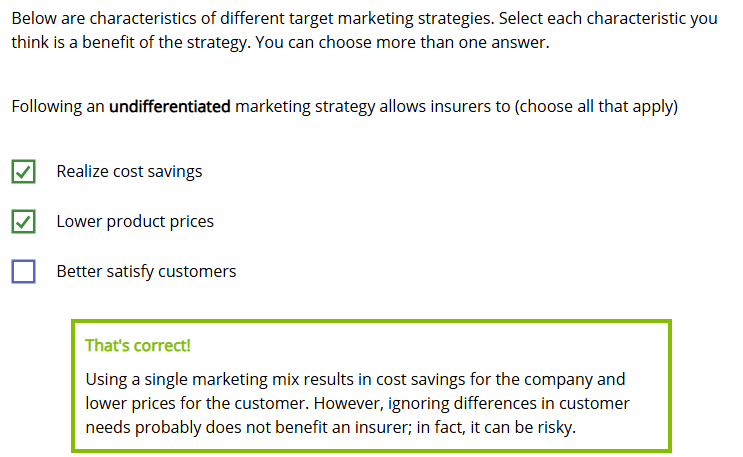 Below are characteristics of different target marketing strategies. Select each characteristic you
think is a benefit of the strategy. You can choose more than one answer.
Following an undifferentiated marketing strategy allows insurers to (choose all that apply)
Realize cost savings
Lower product prices
Better satisfy customers
That's correct!
Using a single marketing mix results in cost savings for the company and
lower prices for the customer. However, ignoring differences in customer
needs probably does not benefit an insurer; in fact, it can be risky.